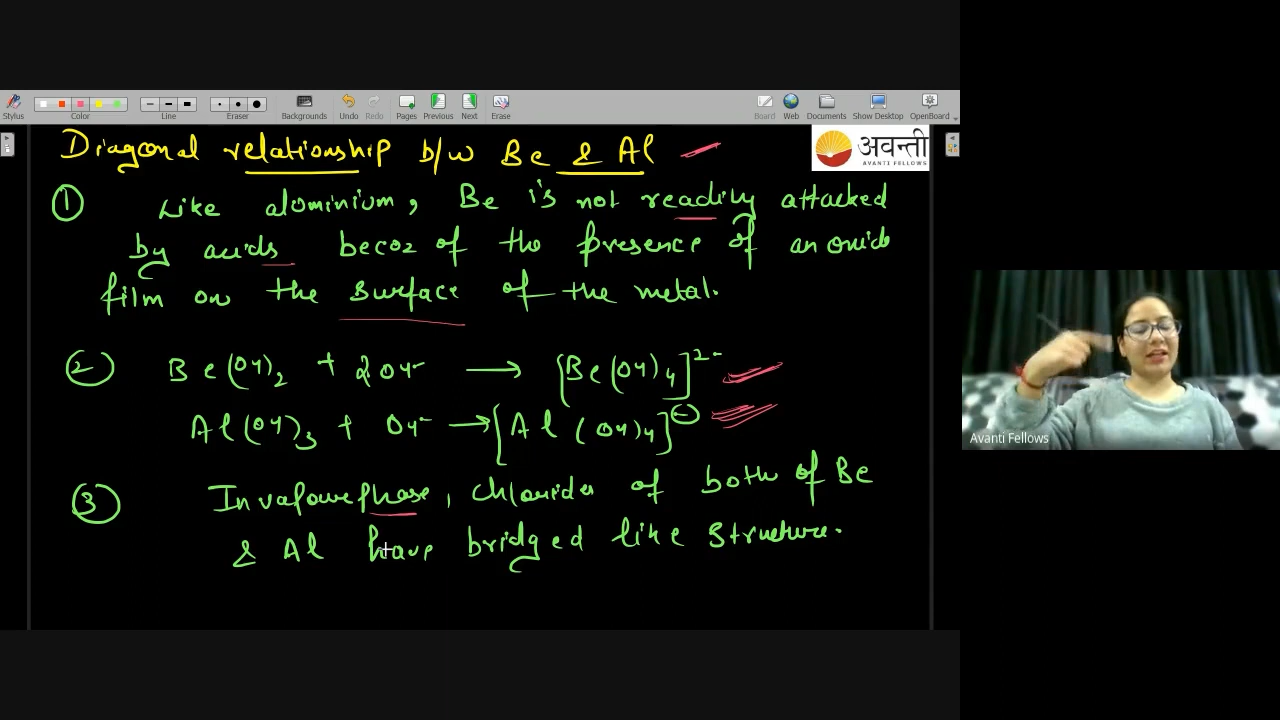 Stylus Color Line Eraser Backgrounds Undo Redo Pages Previous Next Erase Board Web Documents Show Desktop OpenBoard
Diagonal relationship b/w Be & Al
अवन्ती
AVANTI FELLOWS
① Like aluminium, Be is not readily attacked
by acids becoz of the presence of an oxide
film on the surface of the metal.
② Be(OH)₂ + 2OH⁻ → [Be(OH)₄]²⁻
Al(OH)₃ + OH⁻ → [Al(OH)₄]⁽⁻⁾
③ In vapour phase, chlorides of both of Be
& Al have bridged like structure.
Avanti Fellows